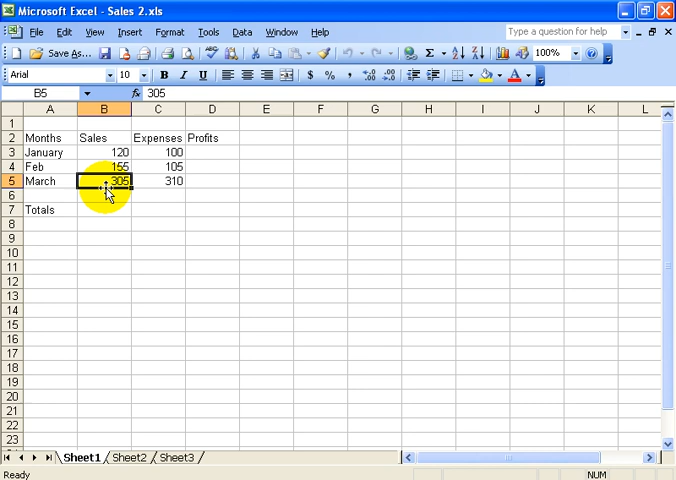 Microsoft Excel - Sales 2.xls
File Edit View Insert Format Tools Data Window Help Type a question for help
Save As... Σ 100%
Arial 10 B I U $ % ,
B5 fx 305
A B C D E F G H I J K L
1
2 Months Sales Expenses Profits
3 January 120 100
4 Feb 155 105
5 March 305 310
6
7 Totals
8
9
10
11
12
13
14
15
16
17
18
19
20
21
22
23
Sheet1 Sheet2 Sheet3
Ready NUM